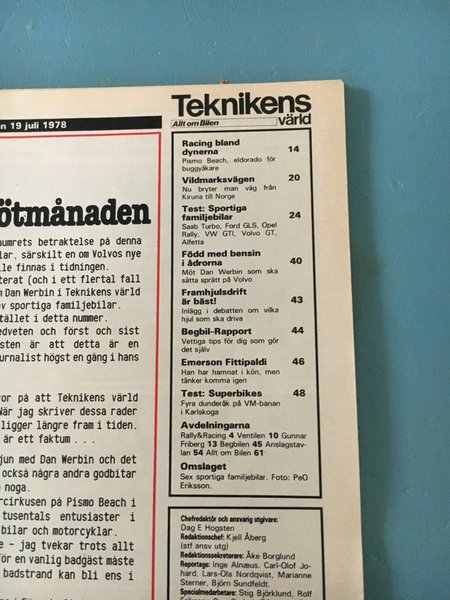 n 19 juli 1978
ötmånaden
numrets betraktelse på denna
lar, särskilt en om Volvos nye
lle finnas i tidningen.
terat (och i ett flertal fall
m Dan Werbin i Teknikens värld
v sportiga familjebilar.
tället i detta nummer.
edveten och först och sist
sten är att detta är en
urnalist högst en gång i hans
or på att Teknikens värld
När jag skriver dessa rader
ligger längre fram i tiden.
är ett faktum . . .
jun med Dan Werbin och det
också några andra godbitar
noga.
rcirkusen på Pismo Beach i
tusentals entusiaster i
bilar och motorcyklar.
e – jag tvekar trots allt
för en vanlig badgäst måste
badstrand kan bli ens i
Teknikens
värld
Allt om Bilen
Racing bland
dynerna 14
Pismo Beach, eldorado för
buggyåkare
Vildmarksvägen 20
Nu bryter man väg från
Kiruna till Norge
Test: Sportiga
familjebilar 24
Saab Turbo, Ford GLS, Opel
Rally, VW GTI, Volvo GT,
Alfetta
Född med bensin
i ådrorna 40
Möt Dan Werbin som ska
sätta sprätt på Volvo
Framhjulsdrift
är bäst! 43
Inlägg i debatten om vilka
hjul som ska driva
Begbil-Rapport 44
Vettiga tips för dig som gör
det själv
Emerson Fittipaldi 46
Han har hamnat i kön, men
tänker komma igen
Test: Superbikes 48
Fyra dunderåk på VM-banan
i Karlskoga
Avdelningarna
Rally&Racing 4 Ventilen 10 Gunnar
Friberg 13 Begbilen 45 Anslagstav-
lan 54 Allt om Bilen 61
Omslaget
Sex sportiga familjebilar. Foto: PeO
Eriksson.
Chefredaktör och ansvarig utgivare:
Dag E Hogsten
Redaktionschef: Kjell Åberg
(stf ansv utg)
Redaktionssekreterare: Åke Borglund
Reportage: Inge Alnæus. Carl-Olof Jo-
hard, Lars-Ola Nordqvist, Marianne
Sterner, Björn Sundfeldt.
Specialmedarbetare: Stig Björklund, Rolf